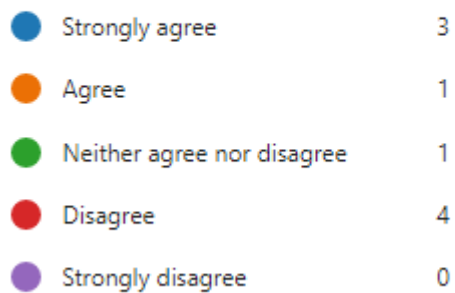 Strongly agree 3
Agree 1
Neither agree nor disagree 1
Disagree 4
Strongly disagree 0